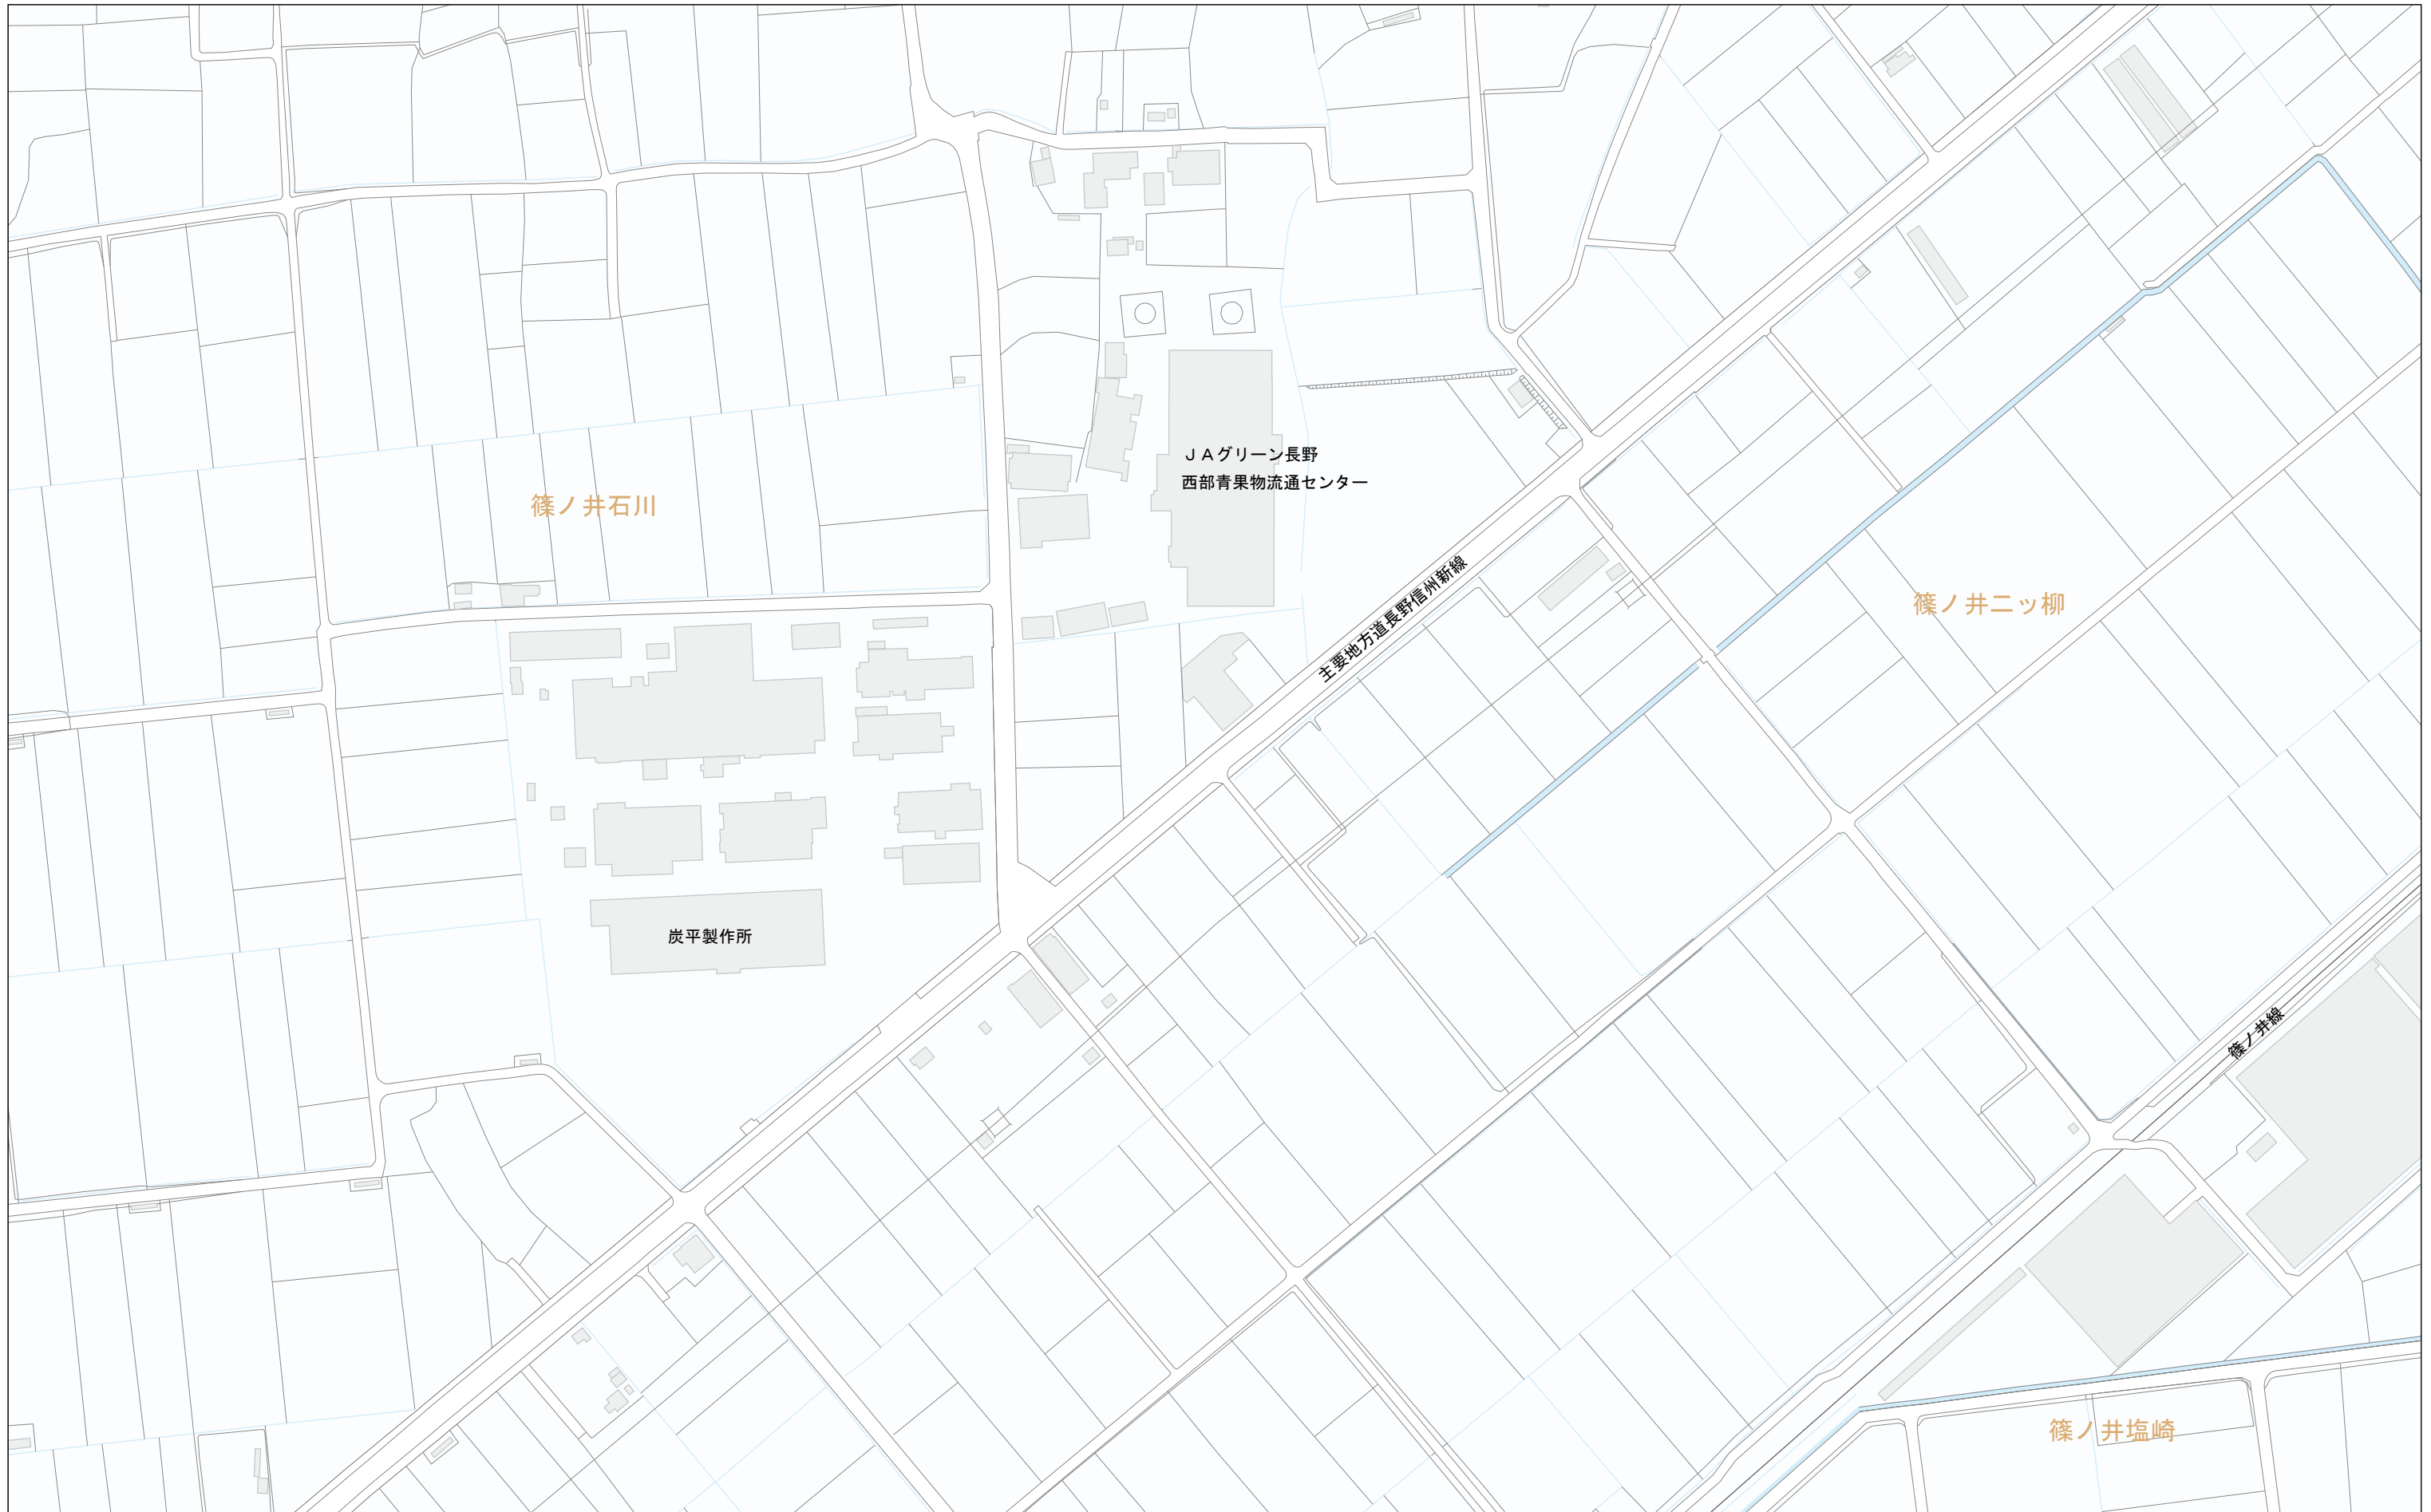 ＪＡグリーン長野
西部青果物流通センター
篠ノ井石川
主要地方道長野信州新線
篠ノ井二ッ柳
炭平製作所
篠ノ井線
篠ノ井塩崎